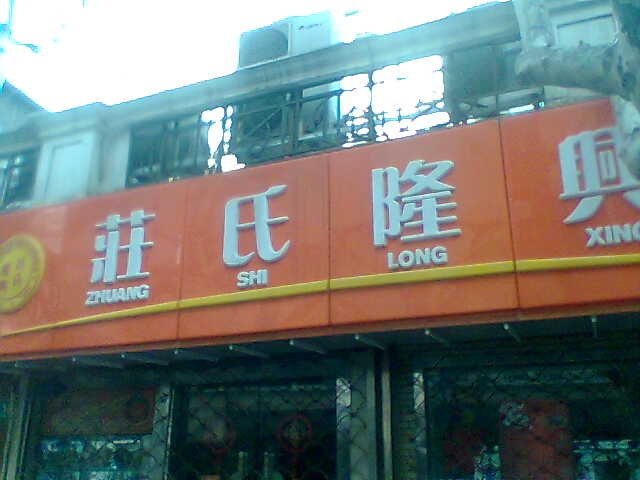 莊氏隆興
ZHUANG SHI LONG XING